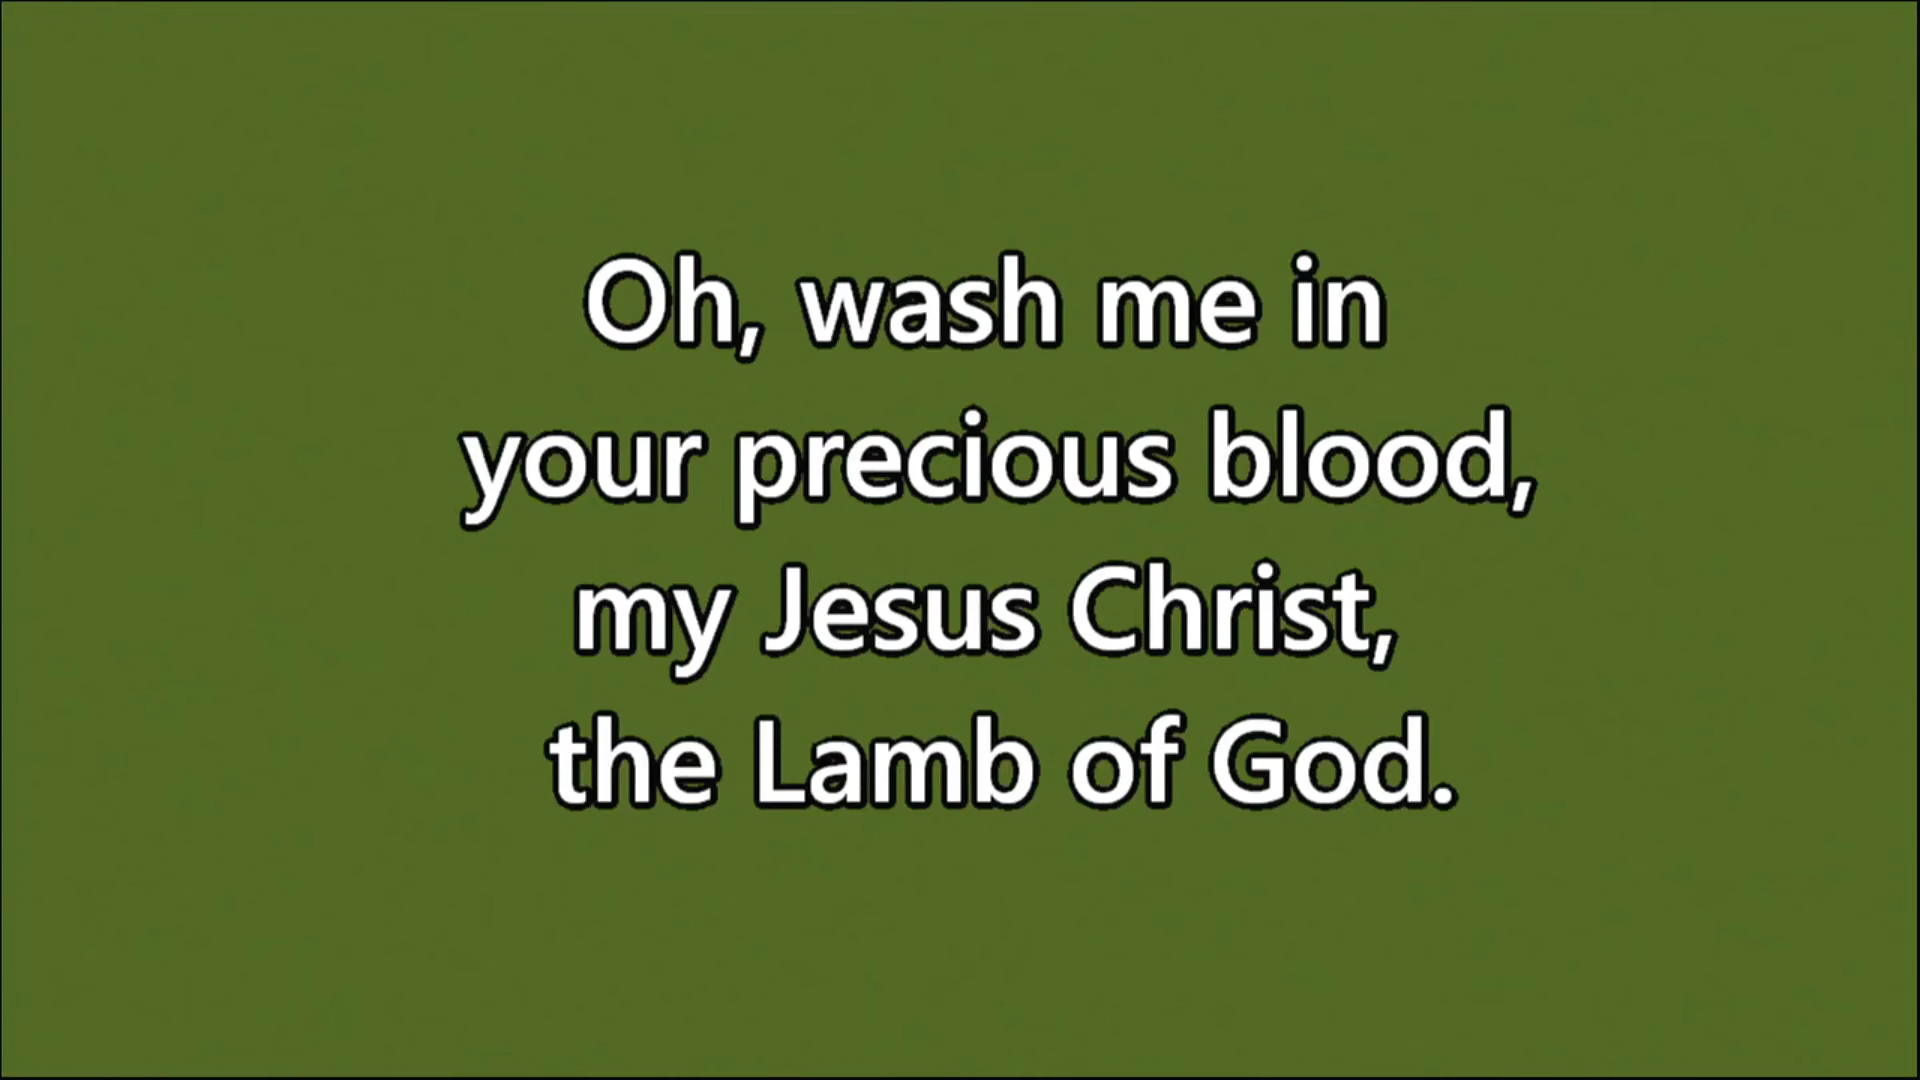 Oh, wash me in
your precious blood,
my Jesus Christ,
the Lamb of God.